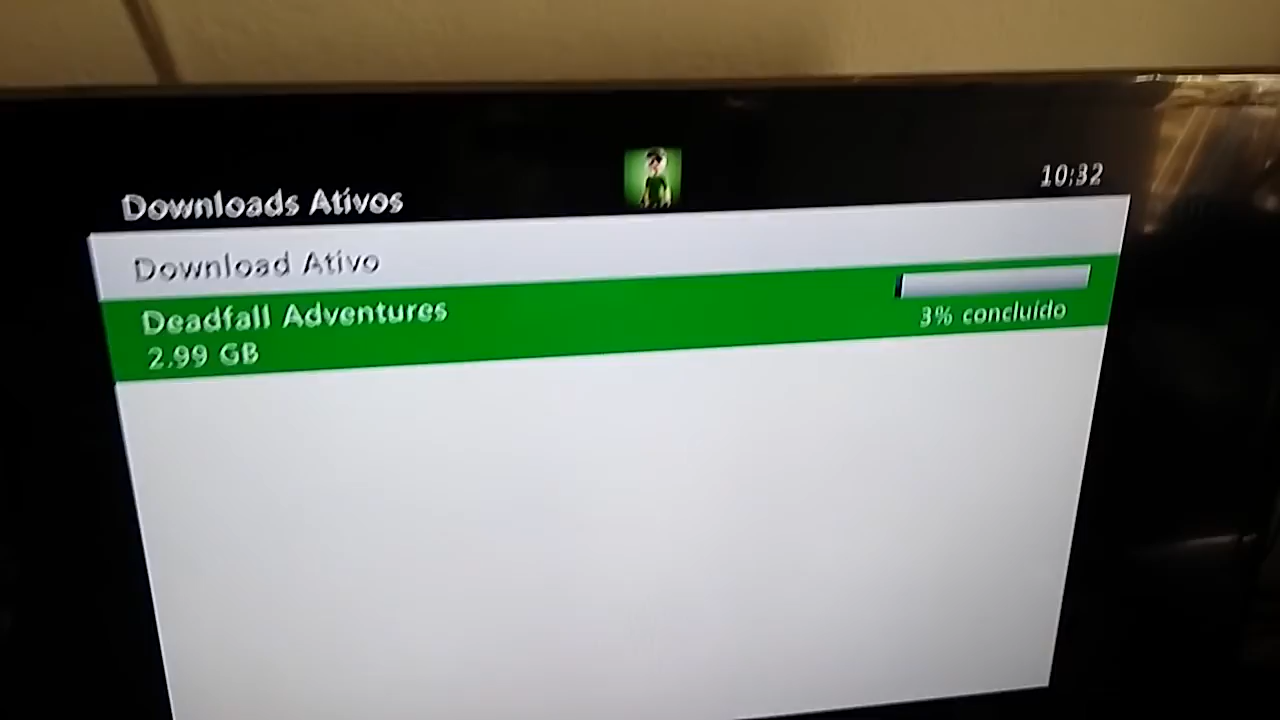 Downloads Ativos
10:32
Download Ativo
Deadfall Adventures
3% concluído
2.99 GB